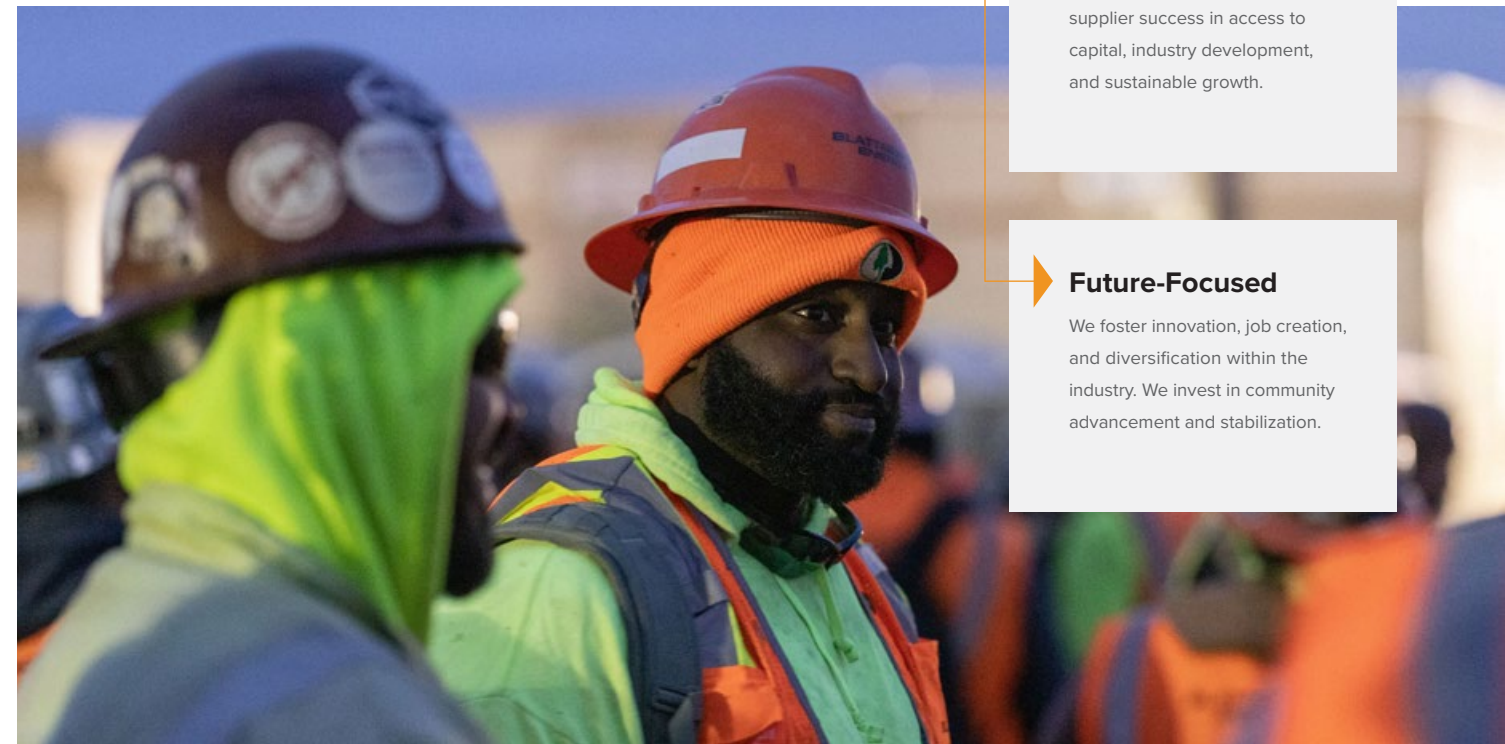 supplier success in access to
capital, industry development,
and sustainable growth.
Future-Focused
We foster innovation, job creation,
and diversification within the
industry. We invest in community
advancement and stabilization.